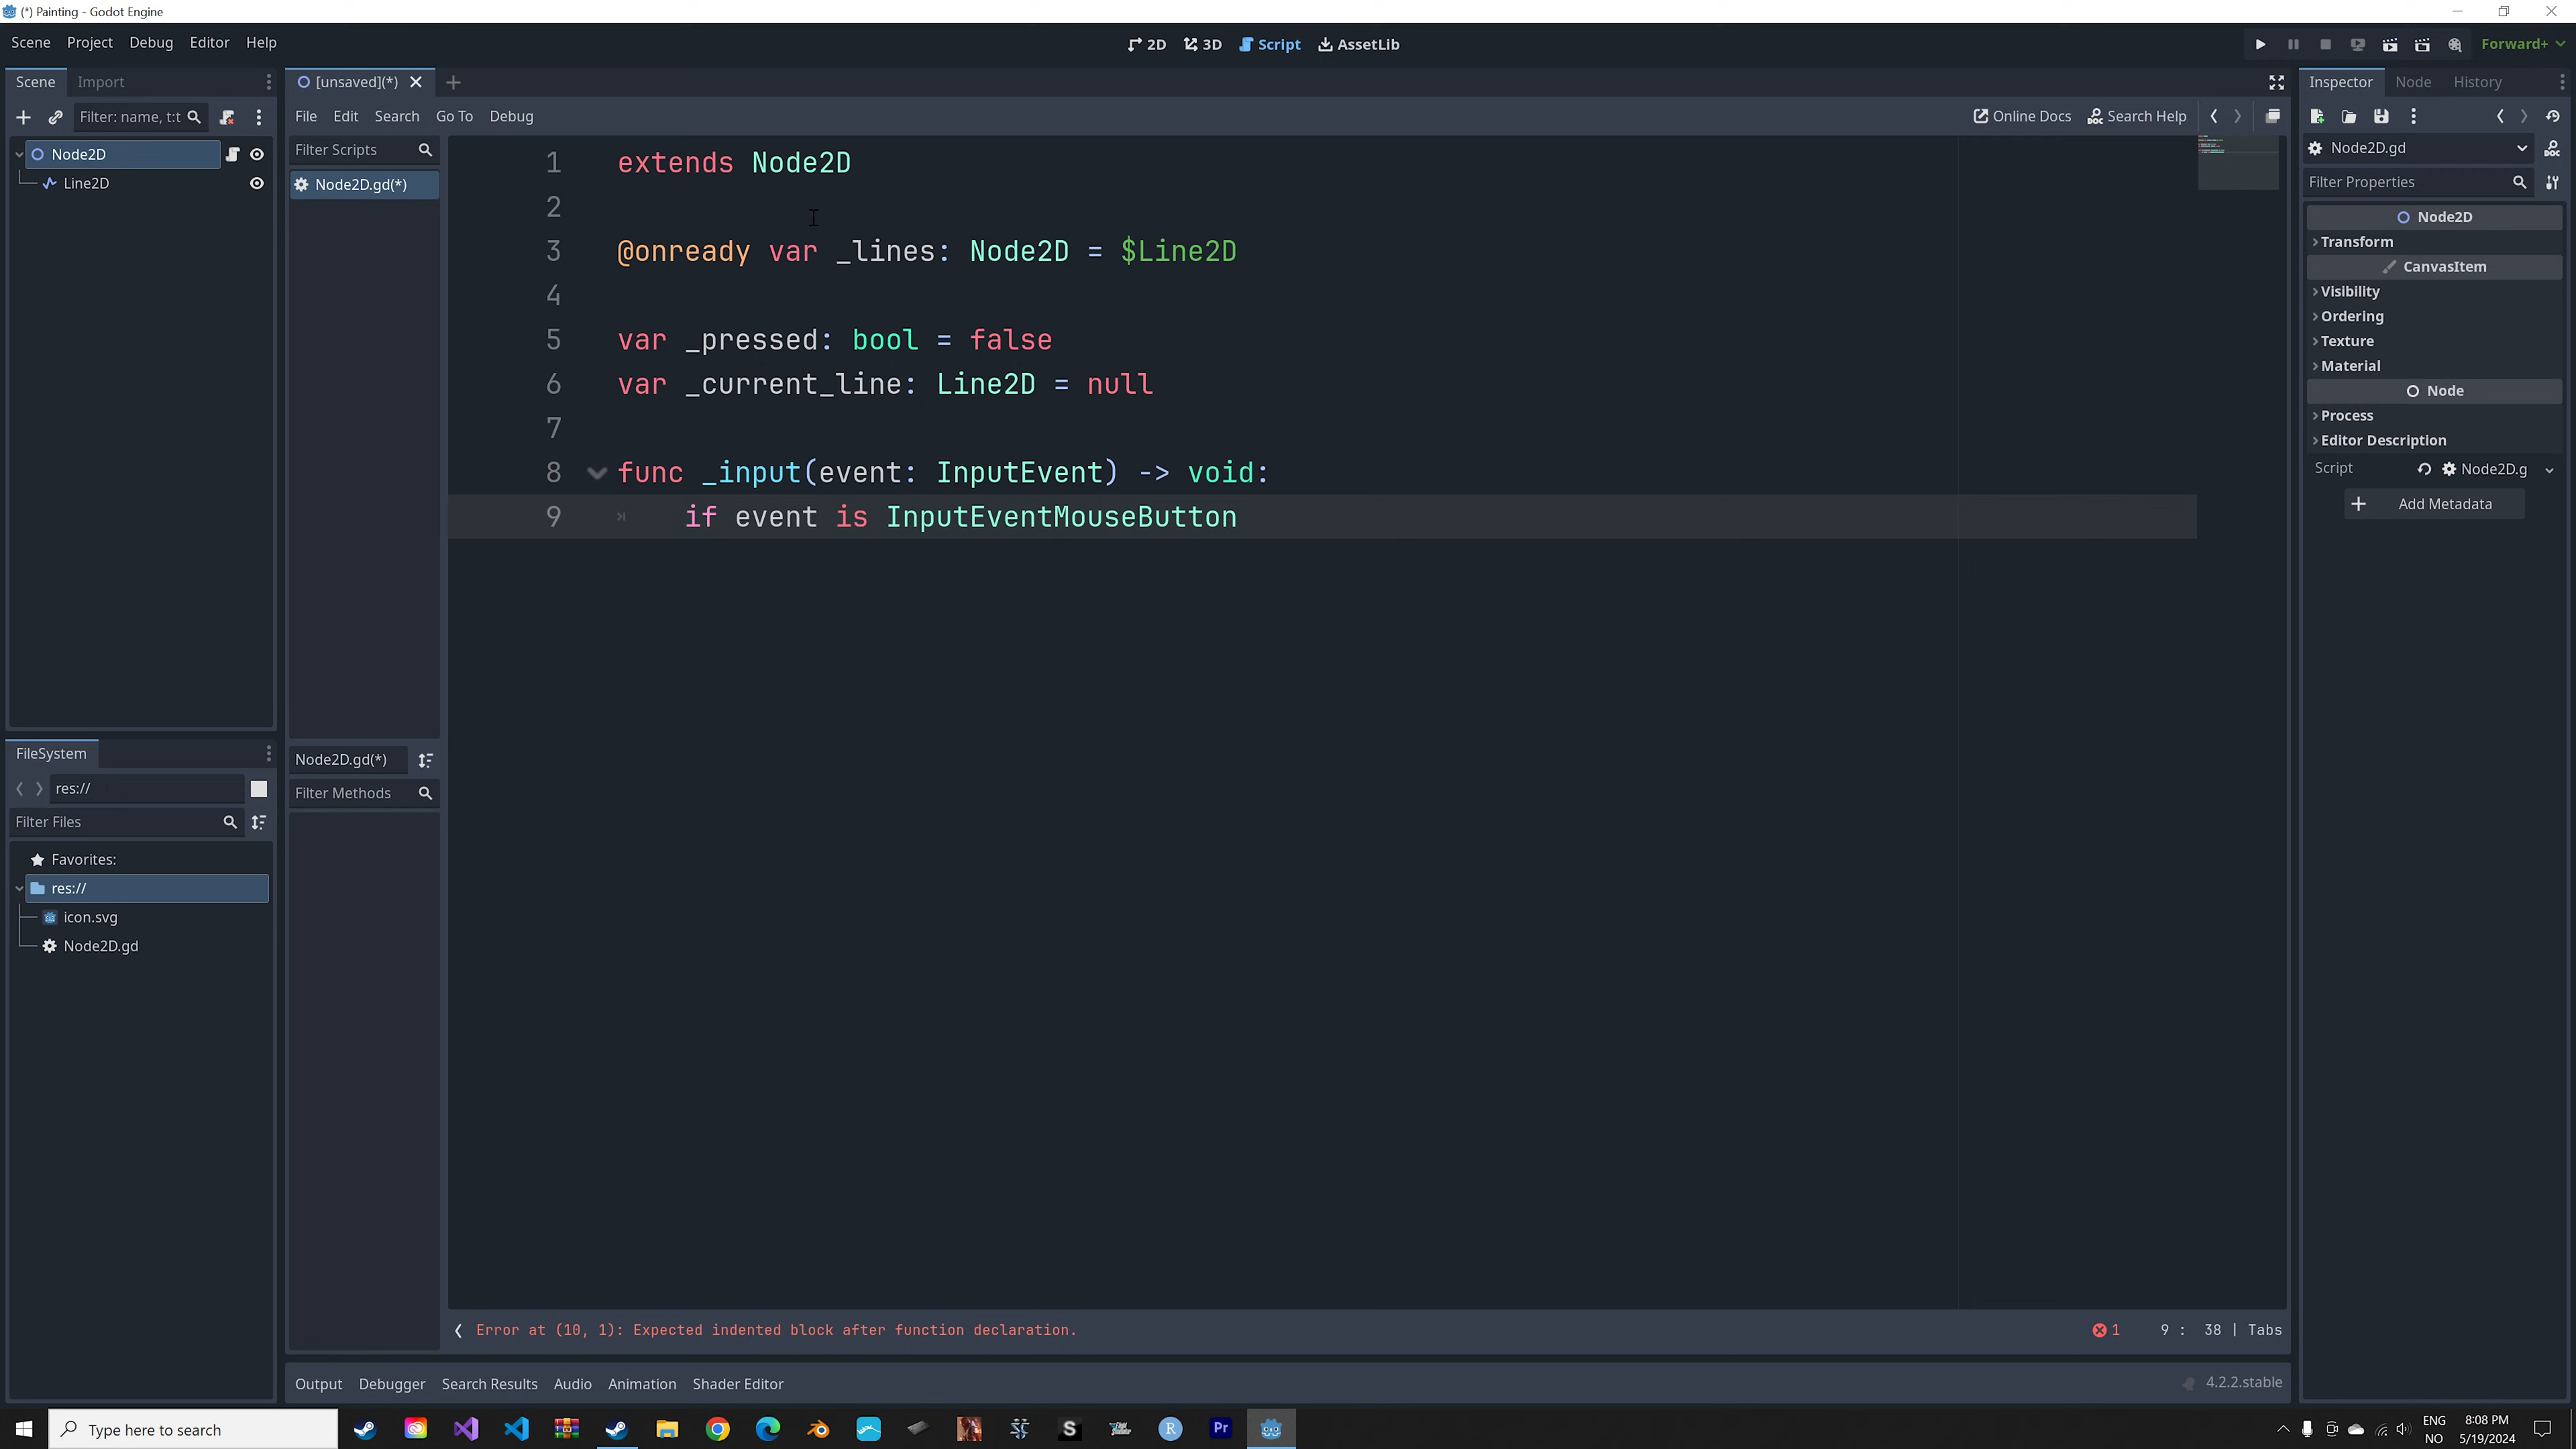 (*) Painting - Godot Engine
Scene Project Debug Editor Help
2D 3D Script AssetLib
Forward+
Scene Import
[unsaved](*)
Inspector Node History
Filter: name, t:t
File Edit Search Go To Debug
Online Docs Search Help
Node2D
Line2D
Filter Scripts
Node2D.gd(*)
1 extends Node2D
2
3 @onready var _lines: Node2D = $Line2D
4
5 var _pressed: bool = false
6 var _current_line: Line2D = null
7
8 func _input(event: InputEvent) -> void:
9 if event is InputEventMouseButton
Node2D.gd
Filter Properties
Node2D
Transform
CanvasItem
Visibility
Ordering
Texture
Material
Node
Process
Editor Description
Script Node2D.g
Add Metadata
FileSystem
res://
Filter Files
Favorites:
res://
icon.svg
Node2D.gd
Node2D.gd(*)
Filter Methods
Error at (10, 1): Expected indented block after function declaration.
1 9 : 38 | Tabs
Output Debugger Search Results Audio Animation Shader Editor
4.2.2.stable
Type here to search
S
R
Pr
ENG
NO
8:08 PM
5/19/2024